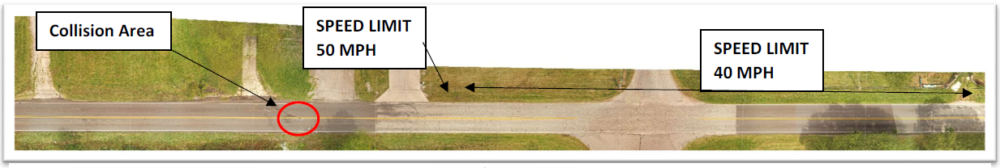 Collision Area
SPEED LIMIT
50 MPH
SPEED LIMIT
40 MPH